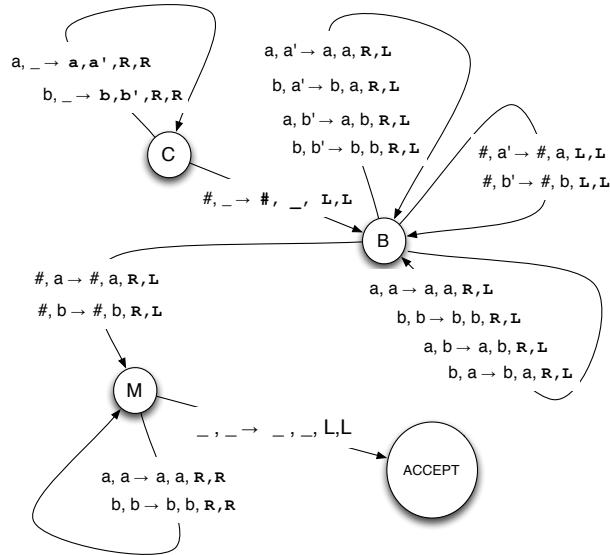 a, _ → a,a',R,R
b, _ → b,b',R,R
C
#, _ → #, _, L,L
a, a' → a, a, R,L
b, a' → b, a, R,L
a, b' → a, b, R,L
b, b' → b, b, R,L
#, a' → #, a, L,L
#, b' → #, b, L,L
B
a, a → a, a, R,L
b, b → b, b, R,L
a, b → a, b, R,L
b, a → b, a, R,L
#, a → #, a, R,L
#, b → #, b, R,L
M
_ , _ → _ , _, L,L
ACCEPT
a, a → a, a, R,R
b, b → b, b, R,R